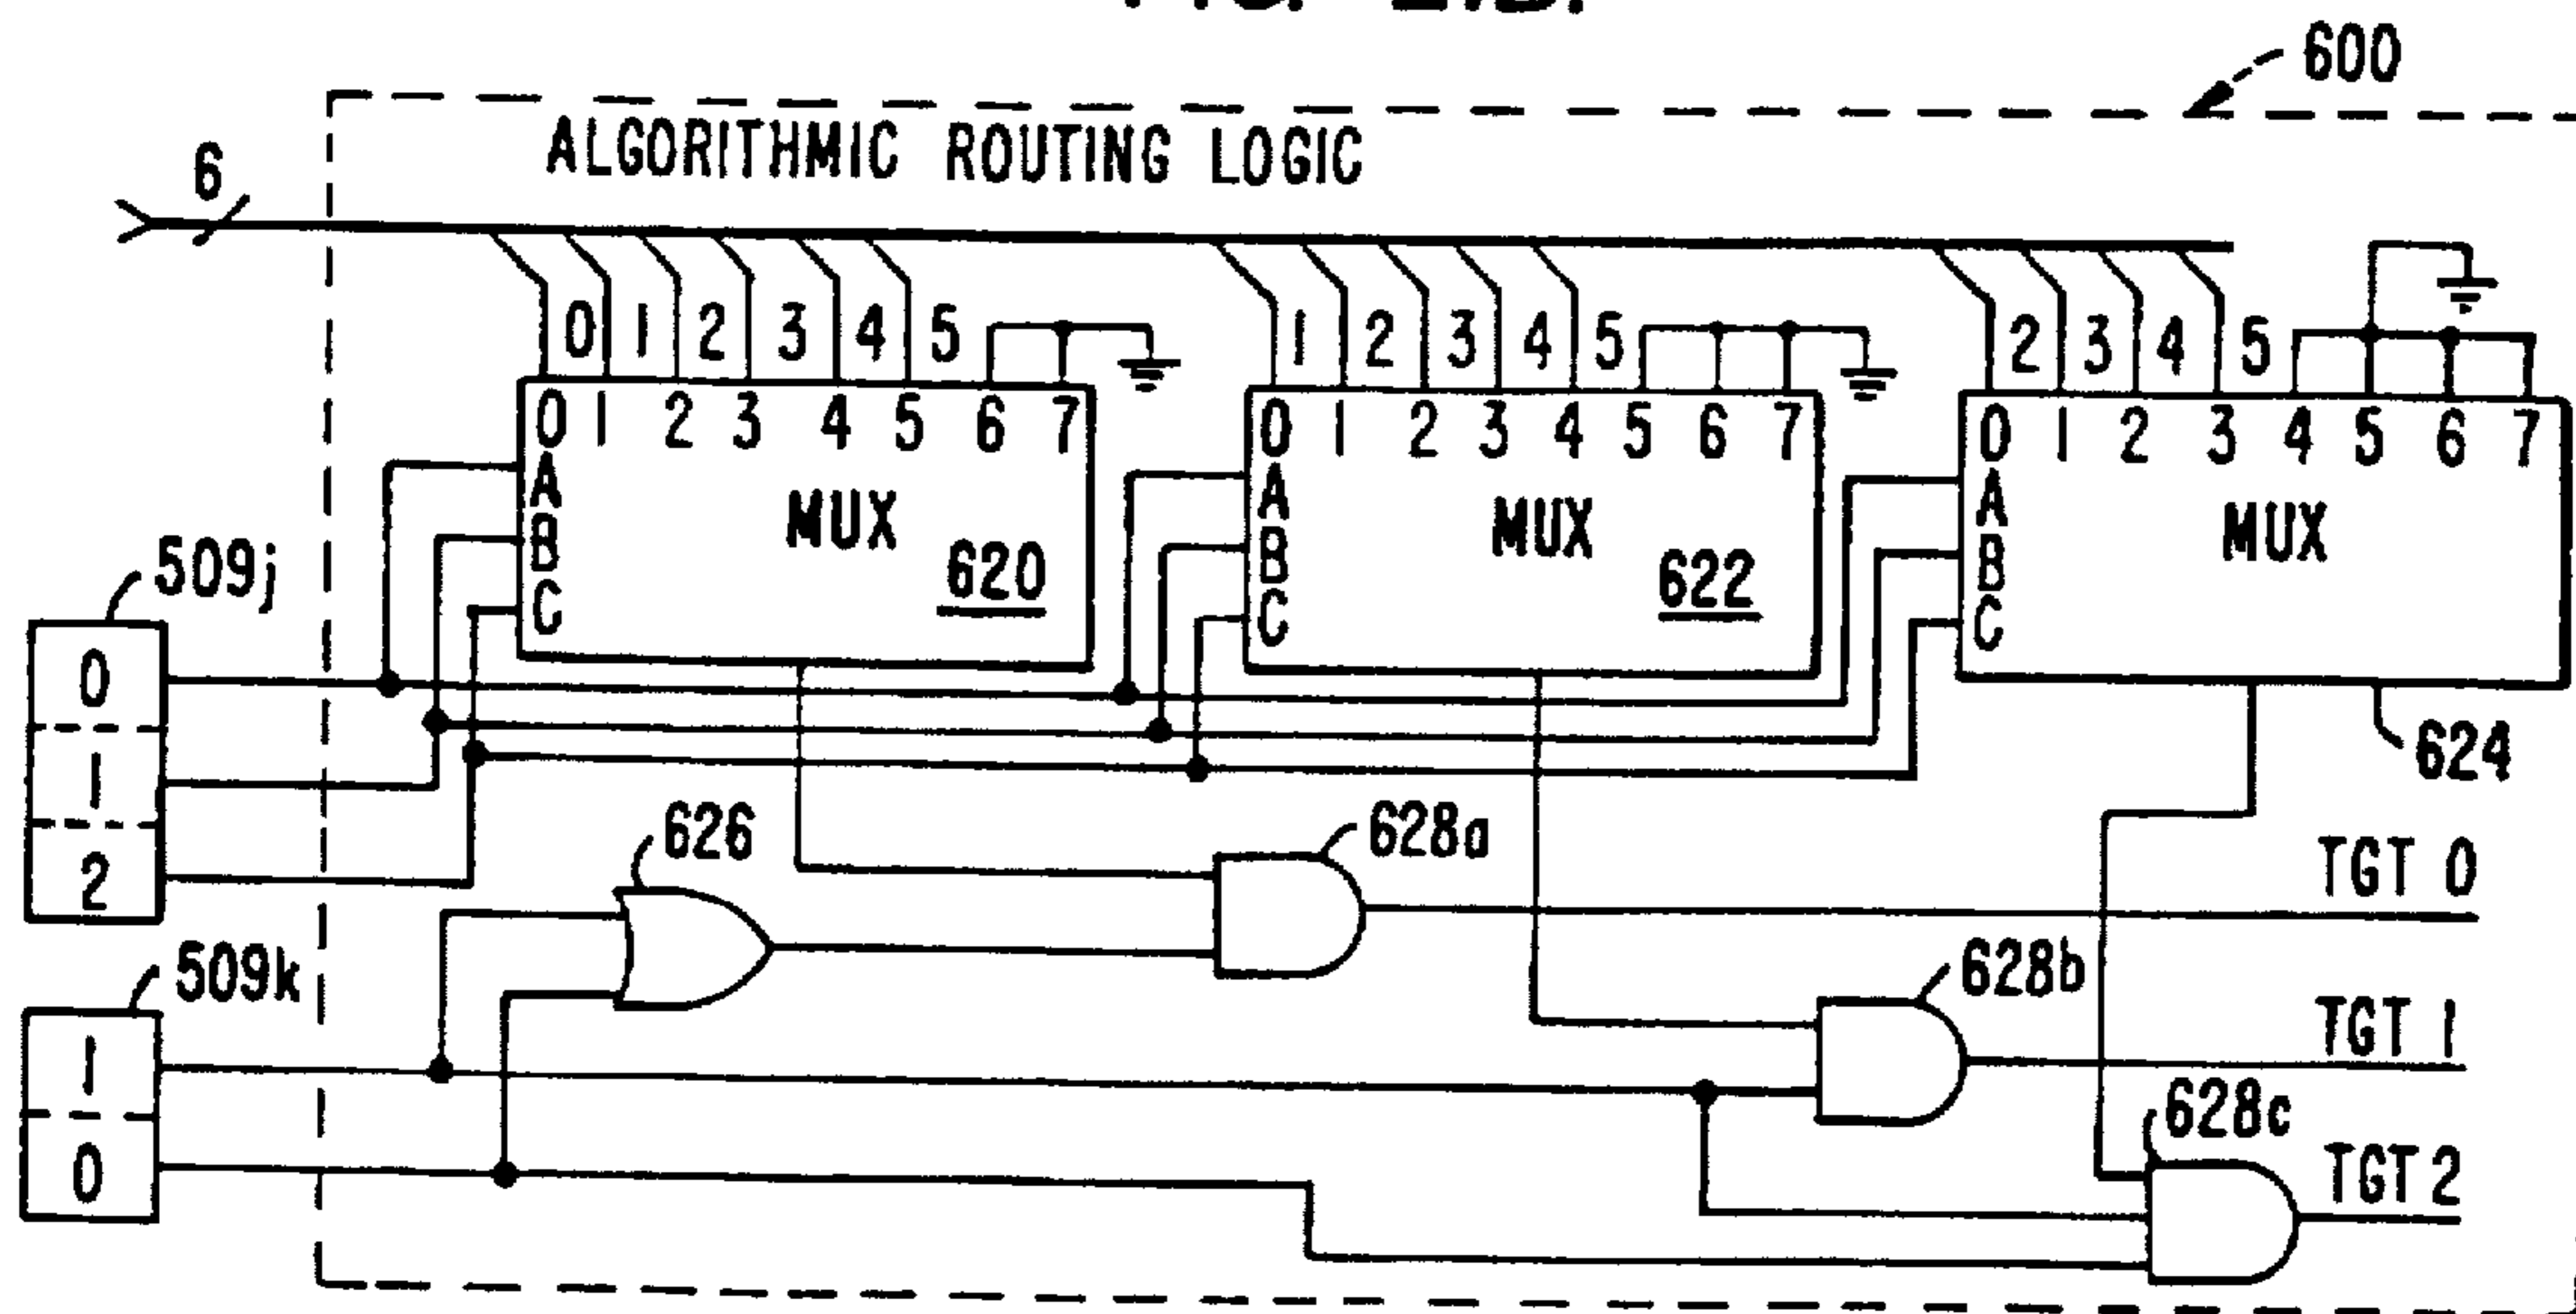 600
ALGORITHMIC ROUTING LOGIC
6
0 1 2 3 4 5
1 2 3 4 5
2 3 4 5
0 1 2 3 4 5 6 7
0 1 2 3 4 5 6 7
0 1 2 3 4 5 6 7
A
B
C
MUX
620
A
B
C
MUX
622
A
B
C
MUX
624
509j
0
1
2
626
628a
TGT 0
509k
1
0
628b
TGT 1
628c
TGT 2